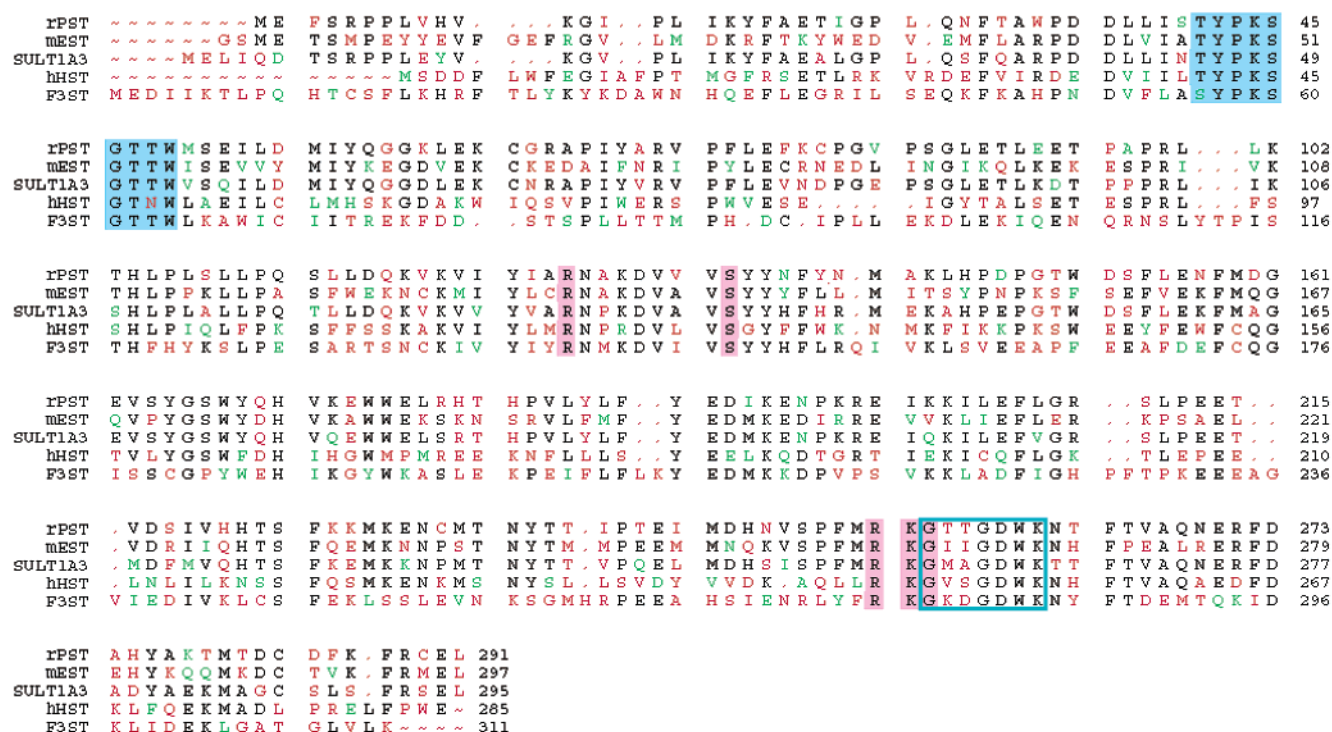 rPST ~~~~~~~~ME FSRPPLVHV. ..KGI..PL IKYFAETIGP L.QNFTAWPD DLLISTYPKS 45
mEST ~~~~~~GSME TSMPEYYEVF GEFRGV..LM DKRFTKYWED V.EMFLARPD DLVIATYPKS 51
SULT1A3 ~~~~MELIQD TSRPPLEYV. ..KGV..PL IKYFAEALGP L.QSFQARPD DLLINTYPKS 49
hHST ~~~~~~~~~~ ~~~~~MSDDF LWFEGIAFPT MGFRSETLRK VRDEFVIRDE DVIILTYPKS 45
F3ST MEDIIKTLPQ HTCSFLKHRF TLYKYKDAWN HQEFLEGRIL SEQKFKAHPN DVFLASYPKS 60
rPST GTTWMSEILD MIYQGGKLEK CGRAPIYARV PFLEFKCPGV PSGLETLEET PAPRL...LK 102
mEST GTTWISEVVY MIYKEGDVEK CKEDAIFNRI PYLECRNEDL INGIKQLKEK ESPRI...VK 108
SULT1A3 GTTWVSQILD MIYQGGDLEK CNRAPIYVRV PFLEVNDPGE PSGLETLKDT PPPRL...IK 106
hHST GTNWLAEILC LMHSKGDAKW IQSVPIWERS PWVESE.... .IGYTALSET ESPRL...FS 97
F3ST GTTWLKAWIC IITREKFDD. .STSPLLTTM PH.DC.IPLL EKDLEKIQEN QRNSLYTPIS 116
rPST THLPLSLLPQ SLLDQKVKVI YIARNAKDVV VSYYNFYN.M AKLHPDPGTW DSFLENFMDG 161
mEST THLPPKLLPA SFWEKNCKMI YLCRNAKDVA VSYYYFLL.M ITSYPNPKSF SEFVEKFMQG 167
SULT1A3 SHLPLALLPQ TLLDQKVKVV YVARNPKDVA VSYYHFHR.M EKAHPEPGTW DSFLEKFMAG 165
hHST SHLPIQLFPK SFFSSKAKVI YLMRNPRDVL VSGYFFWK.N MKFIKKPKSW EEYFEWFCQG 156
F3ST THFHYKSLPE SARTSNCKIV YIYRNMKDVI VSYYHFLRQI VKLSVEEAPF EEAFDEFCQG 176
rPST EVSYGSWYQH VKEWWELRHT HPVLYLF..Y EDIKENPKRE IKKILEFLGR ..SLPEET.. 215
mEST QVPYGSWYDH VKAWWEKSKN SRVLFMF..Y EDMKEDIRRE VVKLIEFLER ..KPSAEL.. 221
SULT1A3 EVSYGSWYQH VQEWWELSRT HPVLYLF..Y EDMKENPKRE IQKILEFVGR ..SLPEET.. 219
hHST TVLYGSWFDH IHGWMPMREE KNFLLLS..Y EELKQDTGRT IEKICQFLGK ..TLEPEE.. 210
F3ST ISSCGPYWEH IKGYWKASLE KPEIFLFLKY EDMKKDPVPS VKKLADFIGH PFTPKEEEAG 236
rPST .VDSIVHHTS FKKMKENCMT NYTT.IPTEI MDHNVSPFMR KGTTGDWKNT FTVAQNERFD 273
mEST .VDRIIQHTS FQEMKNNPST NYTM.MPEEM MNQKVSPFMR KGIIGDWKNH FPEALRERFD 279
SULT1A3 .MDFMVQHTS FKEMKKNPMT NYTT.VPQEL MDHSISPFMR KGMAGDWKTT FTVAQNERFD 277
hHST .LNLILKNSS FQSMKENKMS NYSL.LSVDY VVDK.AQLLR KGVSGDWKNH FTVAQAEDFD 267
F3ST VIEDIVKLCS FEKLSSLEVN KSGMHRPEEA HSIENRLYFR KGKDGDWKNY FTDEMTQKID 296
rPST AHYAKTMTDC DFK.FRCEL 291
mEST EHYKQQMKDC TVK.FRMEL 297
SULT1A3 ADYAEKMAGC SLS.FRSEL 295
hHST KLFQEKMADL PRELFPWE~ 285
F3ST KLIDEKLGAT GLVLK~~~~ 311